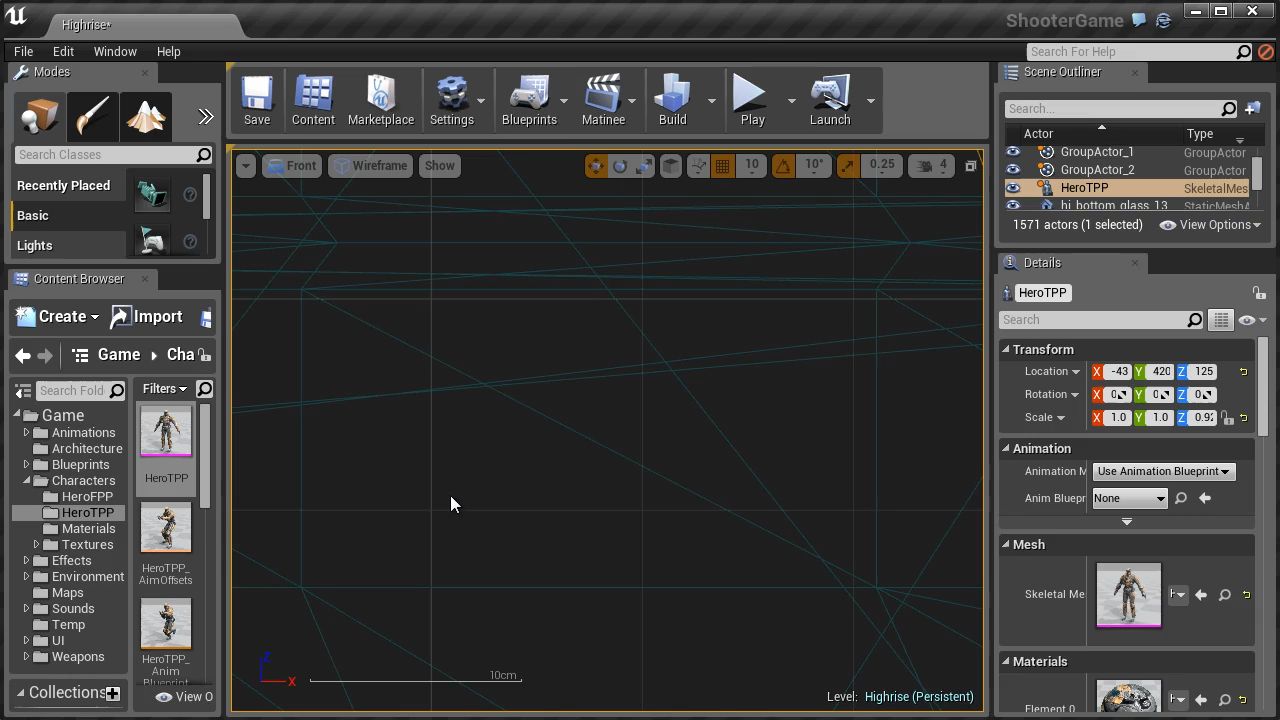 Highrise*
ShooterGame
File Edit Window Help
Search For Help
Modes
Search Classes
Recently Placed
Basic
Lights
Save Content Marketplace Settings Blueprints Matinee Build Play Launch
Front Wireframe Show
10 10° 0.25 4
10cm
Level: Highrise (Persistent)
Content Browser
Create Import
Game Cha
Search Fold
Filters
Game
Animations
Architecture
Blueprints
Characters
HeroFPP
HeroTPP
Materials
Textures
Effects
Environment
Maps
Sounds
Temp
UI
Weapons
Collections
HeroTPP
HeroTPP_
AimOffsets
HeroTPP_
Anim
Blueprint
View O
Scene Outliner
Search...
Actor Type
GroupActor_1 GroupActor
GroupActor_2 GroupActor
HeroTPP SkeletalMes
hi_bottom_glass_13 StaticMeshA
1571 actors (1 selected) View Options
Details
HeroTPP
Search
Transform
Location X -43 Y 420 Z 125
Rotation X 0 Y 0 Z 0
Scale X 1.0 Y 1.0 Z 0.92
Animation
Animation M Use Animation Blueprint
Anim Bluepr None
Mesh
Skeletal Me
Materials
Element 0